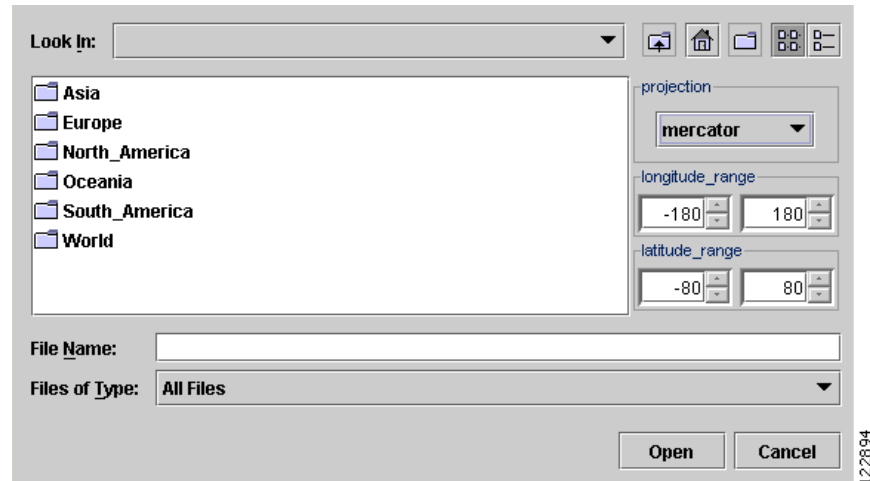 Look In:
Asia
Europe
North_America
Oceania
South_America
World
projection
mercator
longitude_range
-180 180
latitude_range
-80 80
File Name:
Files of Type: All Files
Open Cancel
122894